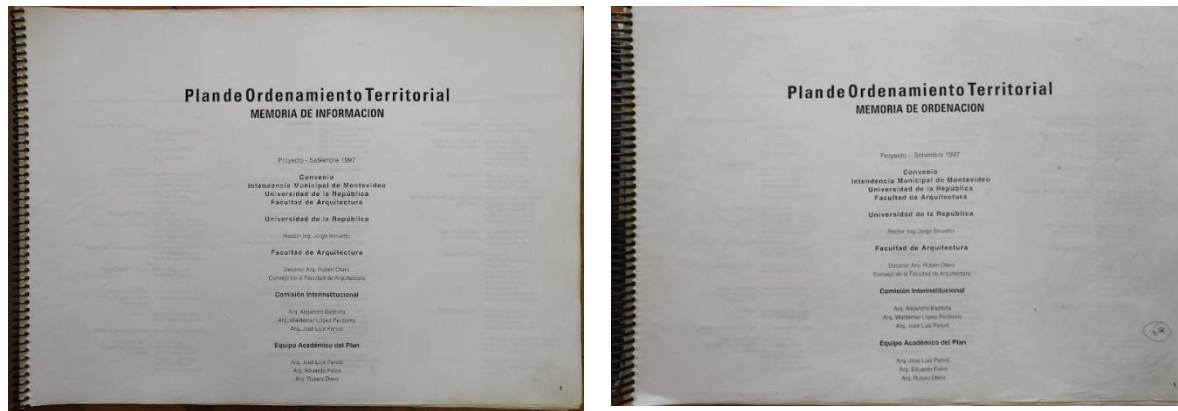 Plan de Ordenamiento Territorial
MEMORIA DE INFORMACION
Proyecto - Setiembre 1997
Convenio
Intendencia Municipal de Montevideo
Universidad de la República
Facultad de Arquitectura
Universidad de la República
Rector Ing. Jorge Brovetto
Facultad de Arquitectura
Decano Arq. Ruben Otero
Consejo de la Facultad de Arquitectura
Comisión Interinstitucional
Arq. Alejandro Baptista
Arq. Waldemar López Perdomo
Arq. José Luis Parodi
Equipo Académico del Plan
Arq. José Luis Parodi
Arq. Eduardo Folle
Arq. Ruben Otero
1
Plan de Ordenamiento Territorial
MEMORIA DE ORDENACION
Proyecto - Setiembre 1997
Convenio
Intendencia Municipal de Montevideo
Universidad de la República
Facultad de Arquitectura
Universidad de la República
Rector Ing. Jorge Brovetto
Facultad de Arquitectura
Decano Arq. Ruben Otero
Consejo de la Facultad de Arquitectura
Comisión Interinstitucional
Arq. Alejandro Baptista
Arq. Waldemar López Perdomo
Arq. José Luis Parodi
Equipo Académico del Plan
Arq. José Luis Parodi
Arq. Eduardo
Arq. Ruben Otero
1